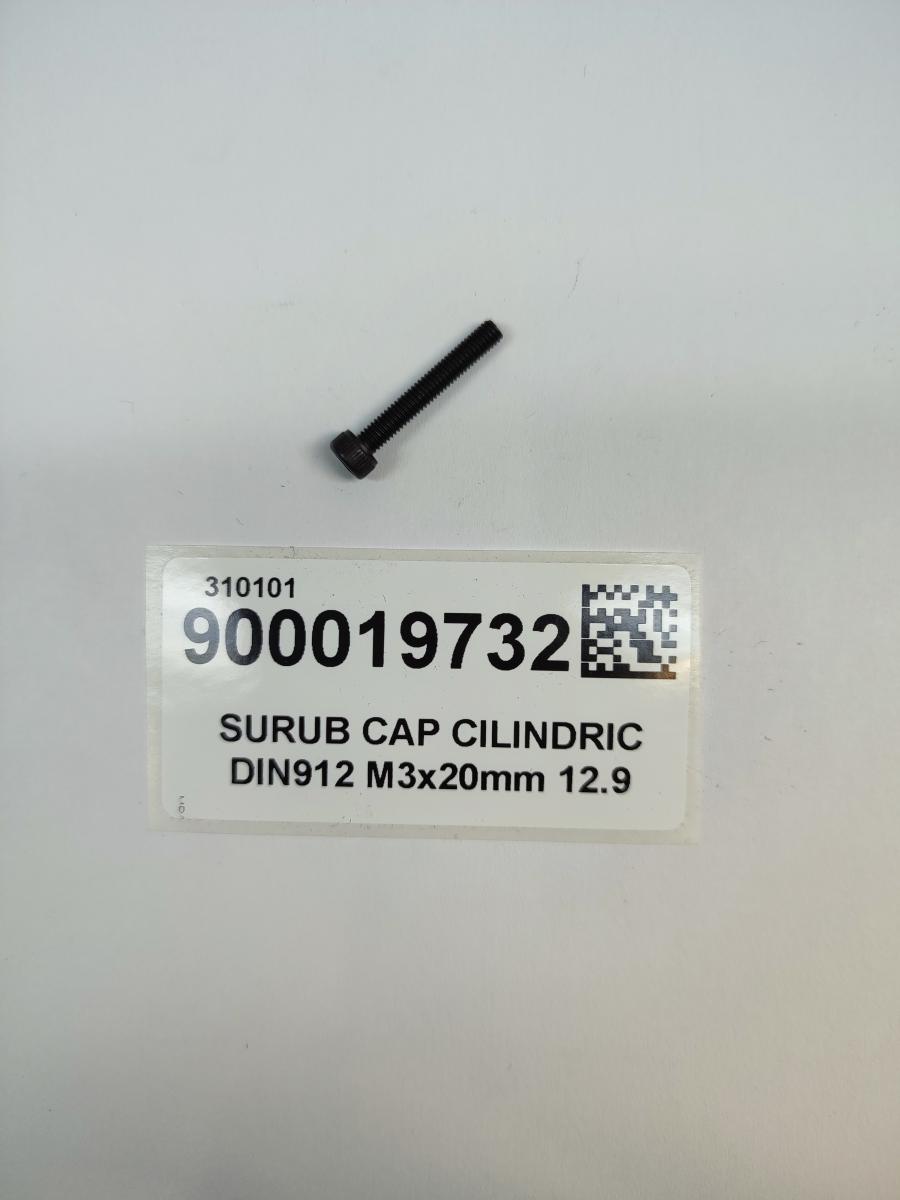 310101
900019732
SURUB CAP CILINDRIC
DIN912 M3x20mm 12.9